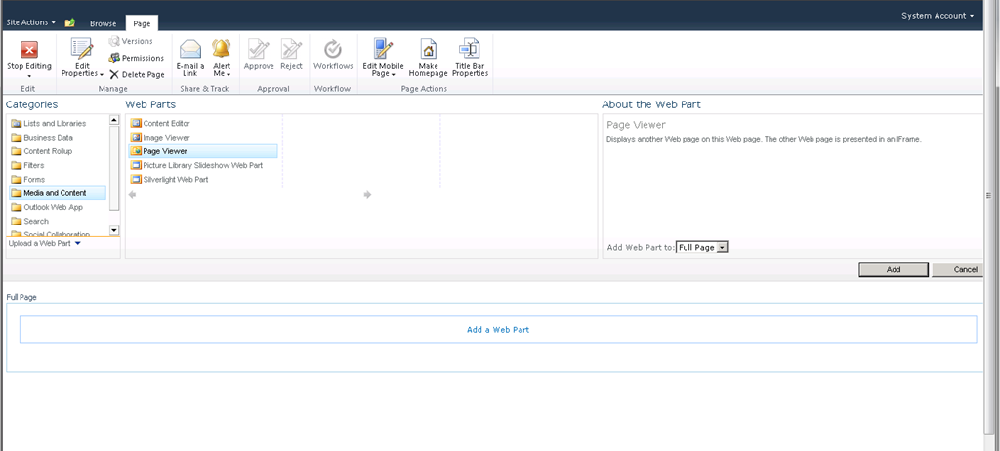 Site Actions
Browse
Page
System Account
Stop Editing
Edit Properties
Versions
Permissions
Delete Page
E-mail a Link
Alert Me
Approve
Reject
Workflows
Edit Mobile Page
Make Homepage
Title Bar Properties
Edit
Manage
Share & Track
Approval
Workflow
Page Actions
Categories
Lists and Libraries
Business Data
Content Rollup
Filters
Forms
Media and Content
Outlook Web App
Search
Social Collaboration
Upload a Web Part
Web Parts
Content Editor
Image Viewer
Page Viewer
Picture Library Slideshow Web Part
Silverlight Web Part
About the Web Part
Page Viewer
Displays another Web page on this Web page. The other Web page is presented in an IFrame.
Add Web Part to: Full Page
Add
Cancel
Full Page
Add a Web Part